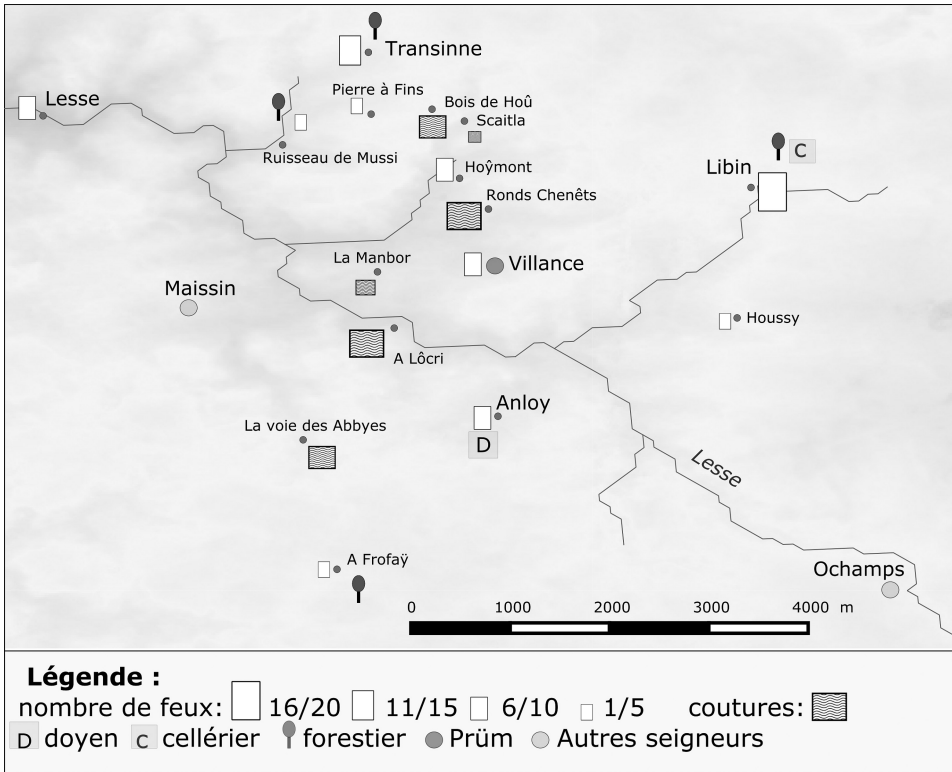 Transinne
Pierre à Fins
Lesse
Bois de Hoû
Scaitla
Ruisseau de Mussi
C
Libin
Hoŷmont
Ronds Chenêts
La Manbor
Villance
Maissin
Houssy
A Lôcri
Anloy
La voie des Abbyes
D
Lesse
A Frofaÿ
Ochamps
0 1000 2000 3000 4000 m
Légende :
nombre de feux: 16/20 11/15 6/10 1/5 coutures:
D doyen C cellérier forestier Prüm Autres seigneurs